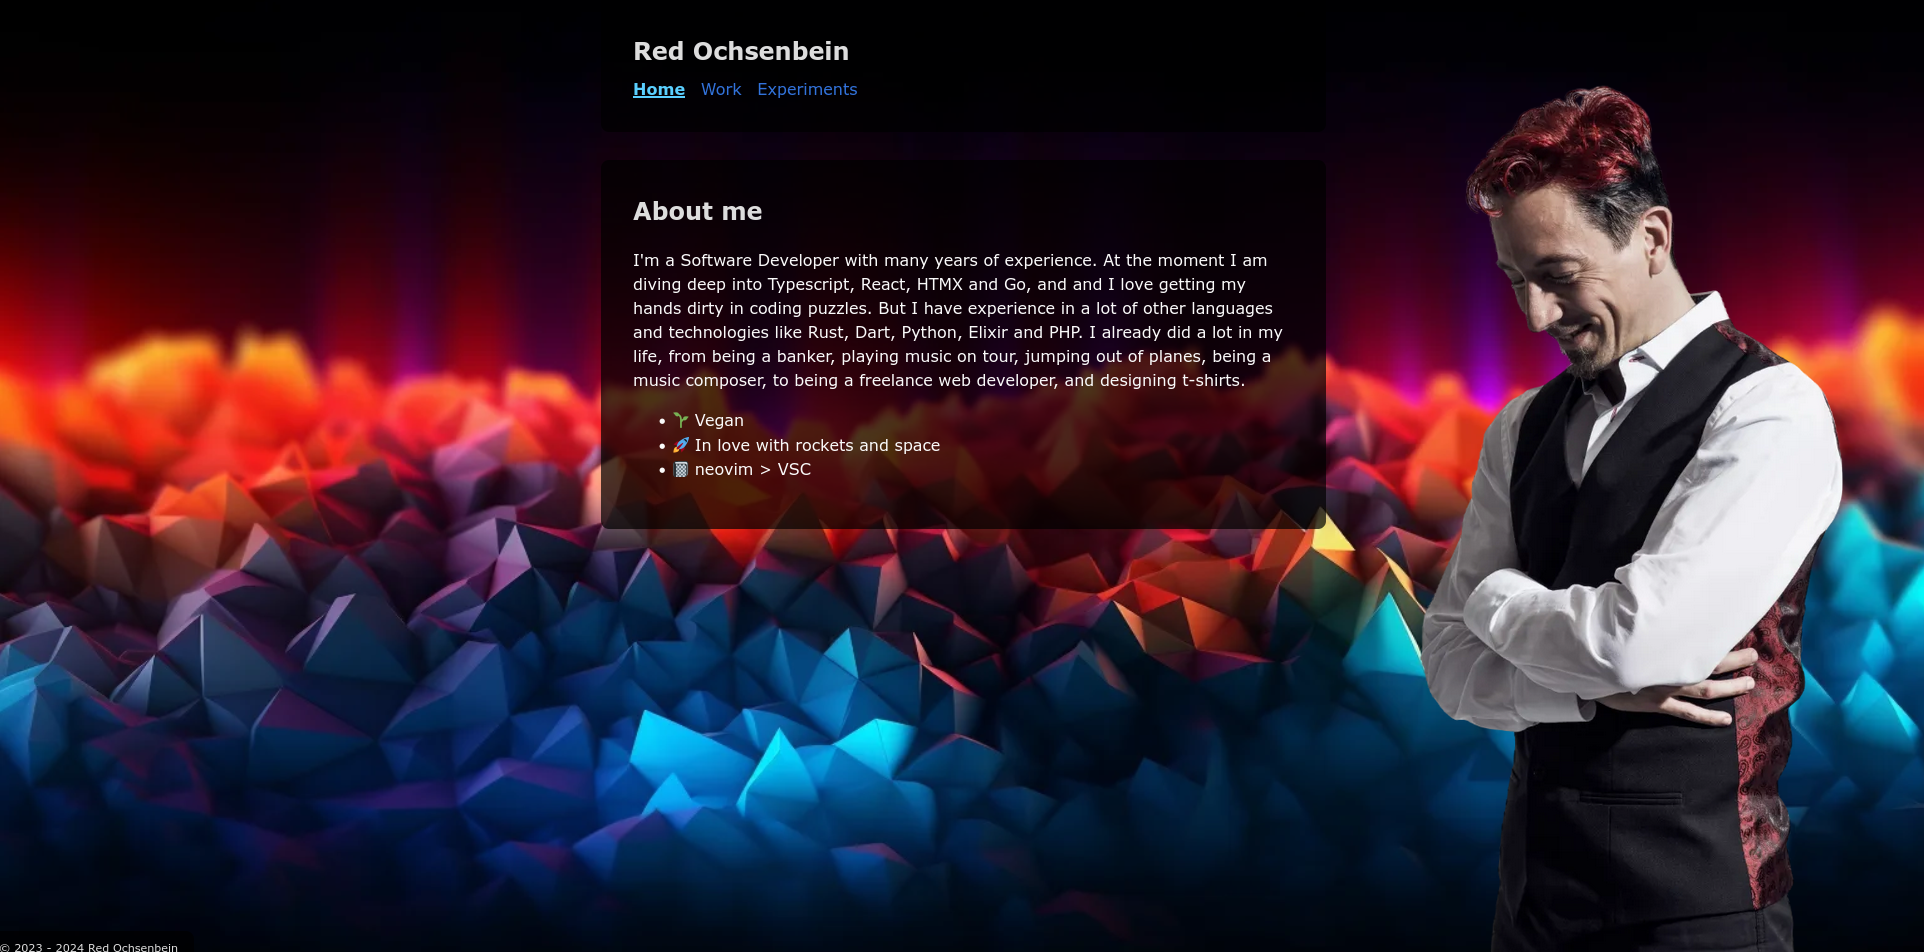 Red Ochsenbein
Home Work Experiments
About me
I'm a Software Developer with many years of experience. At the moment I am
diving deep into Typescript, React, HTMX and Go, and and I love getting my
hands dirty in coding puzzles. But I have experience in a lot of other languages
and technologies like Rust, Dart, Python, Elixir and PHP. I already did a lot in my
life, from being a banker, playing music on tour, jumping out of planes, being a
music composer, to being a freelance web developer, and designing t-shirts.
• 🌱 Vegan
• 🚀 In love with rockets and space
• 📓 neovim > VSC
© 2023 - 2024 Red Ochsenbein